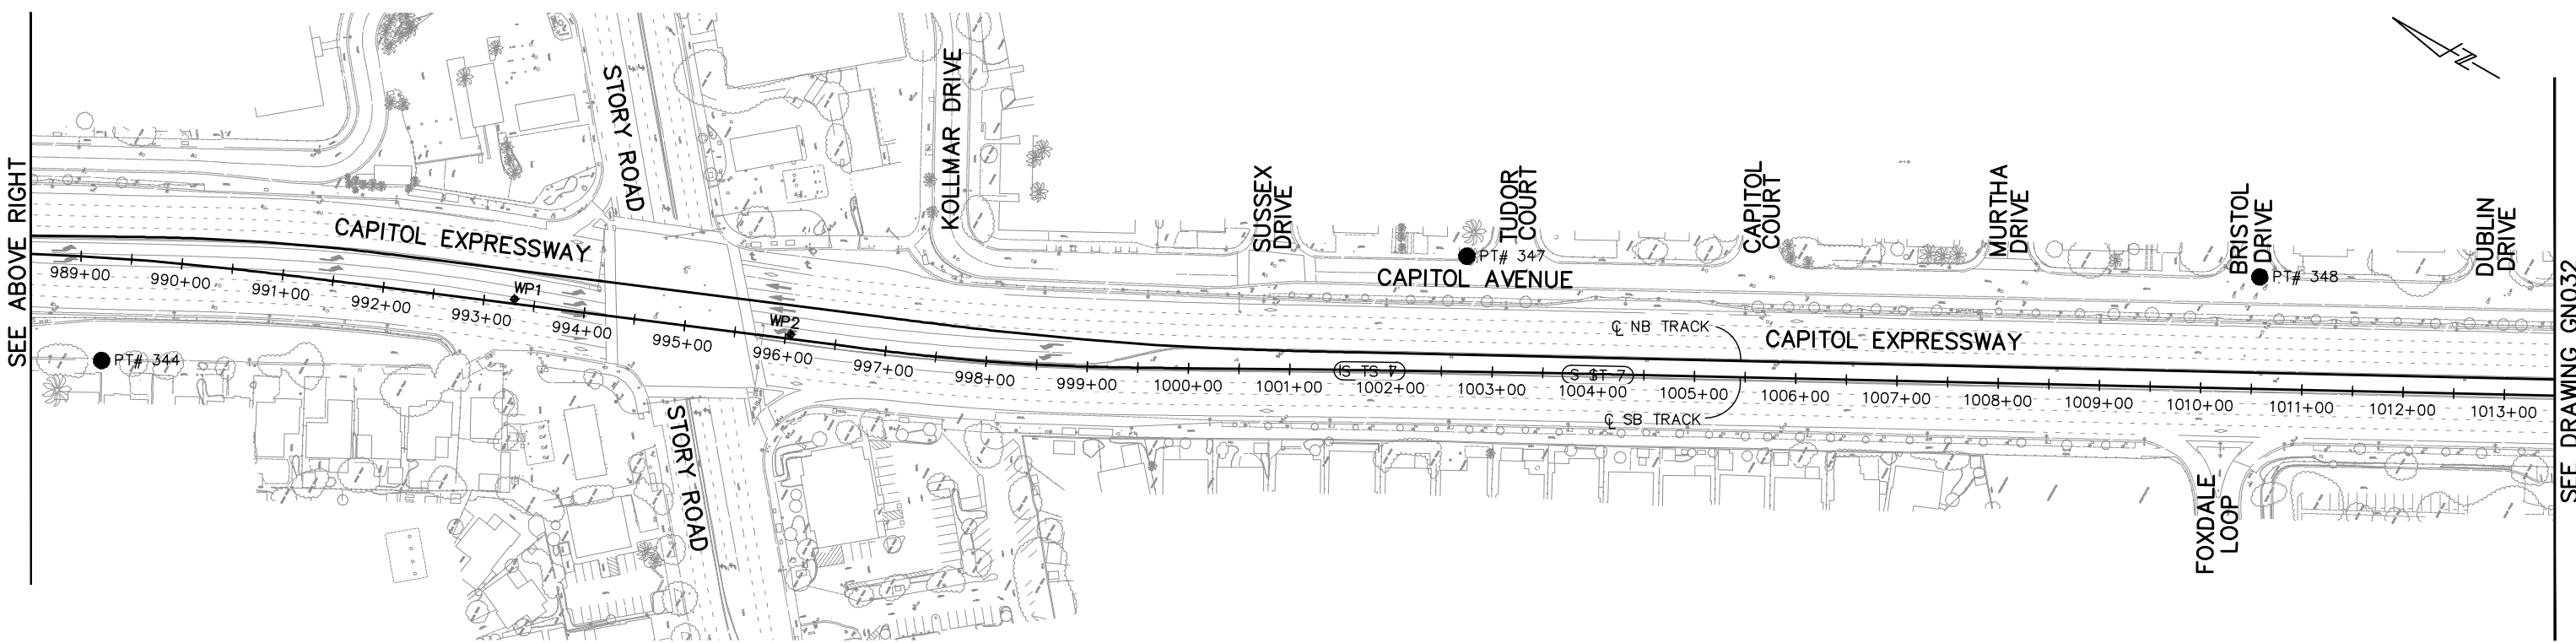 SEE ABOVE RIGHT
STORY ROAD
KOLLMAR DRIVE
CAPITOL EXPRESSWAY
SUSSEX
DRIVE
TUDOR
COURT
CAPITOL
COURT
MURTHA
DRIVE
BRISTOL
DRIVE
DUBLIN
DRIVE
PT# 347
CAPITOL AVENUE
PT# 348
989+00
990+00
991+00
992+00
993+00
994+00
995+00
996+00
997+00
998+00
999+00
1000+00
1001+00
1002+00
1003+00
1004+00
1005+00
1006+00
1007+00
1008+00
1009+00
1010+00
1011+00
1012+00
1013+00
WP1
WP2
PT# 344
℄ NB TRACK
CAPITOL EXPRESSWAY
℄ SB TRACK
STORY ROAD
FOXDALE
LOOP
SEE DRAWING GN032